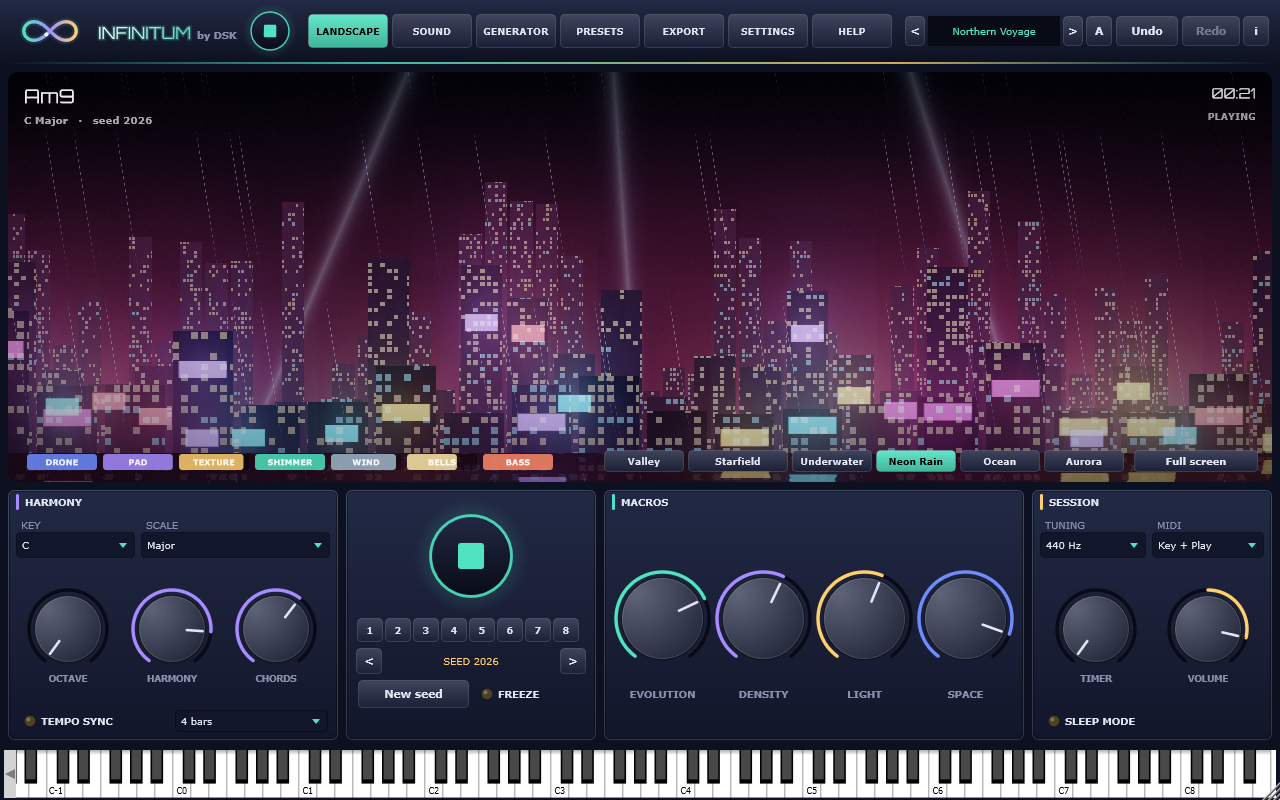 INFINITUM by DSK
LANDSCAPE SOUND GENERATOR PRESETS EXPORT SETTINGS HELP
< Northern Voyage > A Undo Redo i
Am9
C Major · seed 2026
00:21
PLAYING
DRONE PAD TEXTURE SHIMMER WIND BELLS BASS
Valley Starfield Underwater Neon Rain Ocean Aurora Full screen
HARMONY
KEY SCALE
C Major
OCTAVE HARMONY CHORDS
TEMPO SYNC 4 bars
1 2 3 4 5 6 7 8
< SEED 2026 >
New seed FREEZE
MACROS
EVOLUTION DENSITY LIGHT SPACE
SESSION
TUNING MIDI
440 Hz Key + Play
TIMER VOLUME
SLEEP MODE
C-1 C0 C1 C2 C3 C4 C5 C6 C7 C8